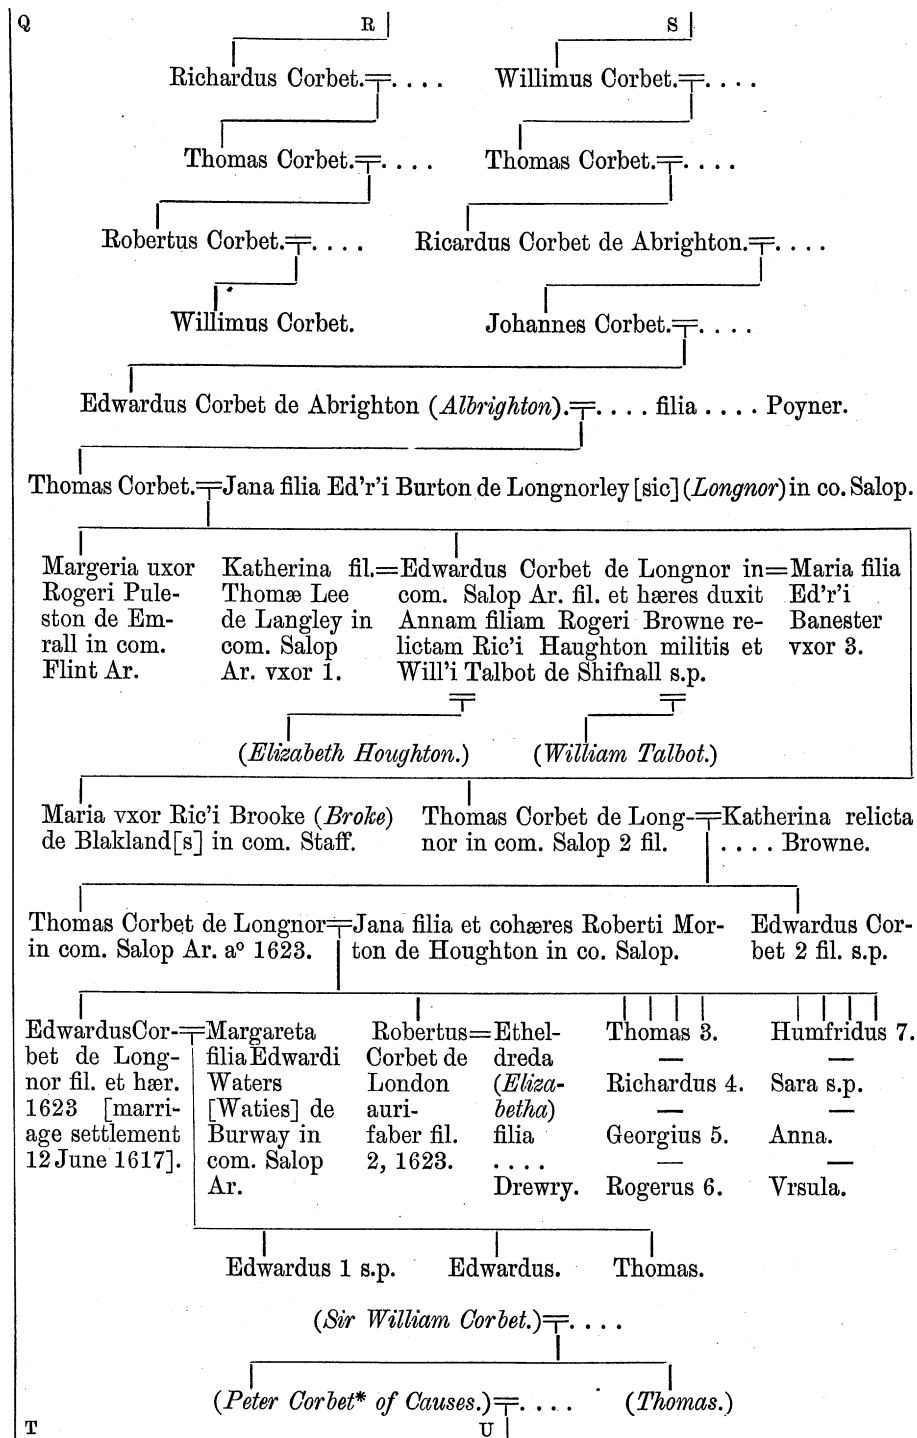 Q R S
Richardus Corbet.╤. . . . Willimus Corbet.╤. . . .
Thomas Corbet.╤. . . . Thomas Corbet.╤. . . .
Robertus Corbet.╤. . . . Ricardus Corbet de Abrighton.╤. . . .
Willimus Corbet. Johannes Corbet.╤. . . .
Edwardus Corbet de Abrighton (Albrighton).╤. . . . filia . . . . Poyner.
Thomas Corbet.╤Jana filia Ed'r'i Burton de Longnorley [sic] (Longnor) in co. Salop.
Margeria uxor
Rogeri Pule-
ston de Em-
rall in com.
Flint Ar.
Katherina fil.=
Thomæ Lee
de Langley in
com. Salop
Ar. vxor 1.
Edwardus Corbet de Longnor in=
com. Salop Ar. fil. et hæres duxit
Annam filiam Rogeri Browne re-
lictam Ric'i Haughton militis et
Will'i Talbot de Shifnall s.p.
Maria filia
Ed'r'i
Banester
vxor 3.
(Elizabeth Houghton.) (William Talbot.)
Maria vxor Ric'i Brooke (Broke)
de Blakland[s] in com. Staff.
Thomas Corbet de Long-╤
nor in com. Salop 2 fil.
Katherina relicta
. . . . Browne.
Thomas Corbet de Longnor╤
in com. Salop Ar. aº 1623.
Jana filia et cohæres Roberti Mor-
ton de Houghton in co. Salop.
Edwardus Cor-
bet 2 fil. s.p.
Edwardus Cor-╤
bet de Long-
nor fil. et hær.
1623 [marri-
age settlement
12 June 1617].
Margareta
filia Edwardi
Waters
[Waties] de
Burway in
com. Salop
Ar.
Robertus=
Corbet de
London
auri-
faber fil.
2, 1623.
Ethel-
dreda
(Eliza-
betha)
filia
. . . .
Drewry.
Thomas 3.
—
Richardus 4.
—
Georgius 5.
—
Rogerus 6.
Humfridus 7.
—
Sara s.p.
—
Anna.
—
Vrsula.
Edwardus 1 s.p. Edwardus. Thomas.
(Sir William Corbet.)╤. . . .
(Peter Corbet* of Causes.)╤. . . . (Thomas.)
T U